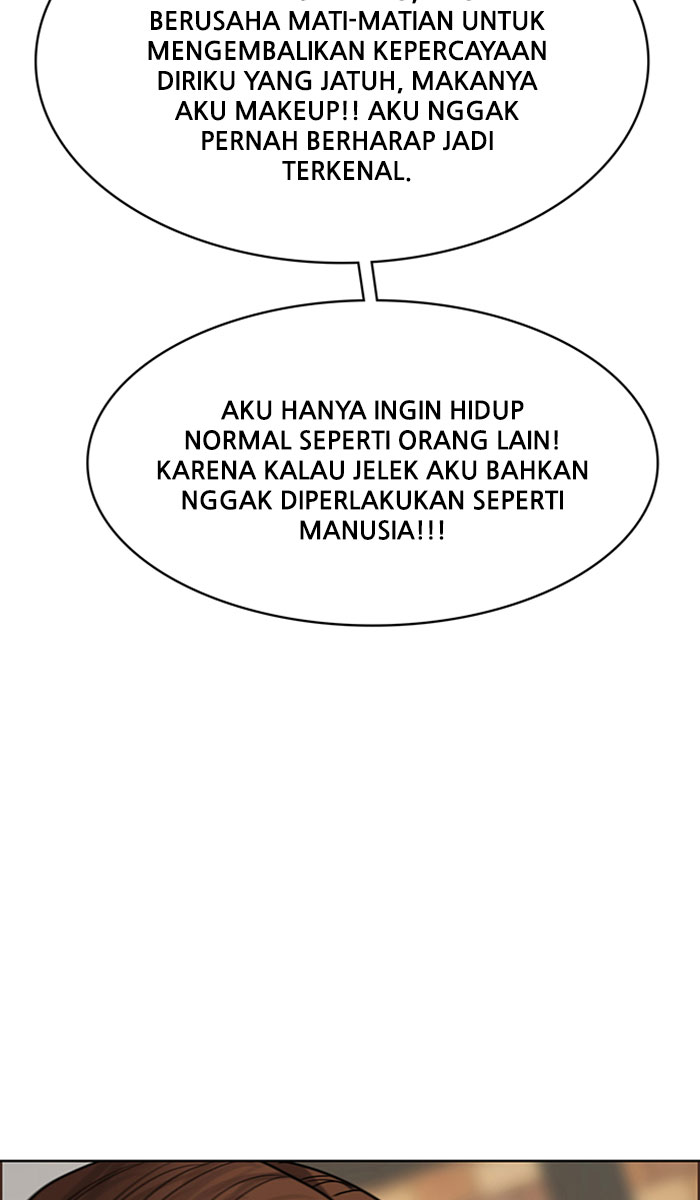 BERUSAHA MATI-MATIAN UNTUK
MENGEMBALIKAN KEPERCAYAAN
DIRIKU YANG JATUH, MAKANYA
AKU MAKEUP!! AKU NGGAK
PERNAH BERHARAP JADI
TERKENAL.
AKU HANYA INGIN HIDUP
NORMAL SEPERTI ORANG LAIN!
KARENA KALAU JELEK AKU BAHKAN
NGGAK DIPERLAKUKAN SEPERTI
MANUSIA!!!